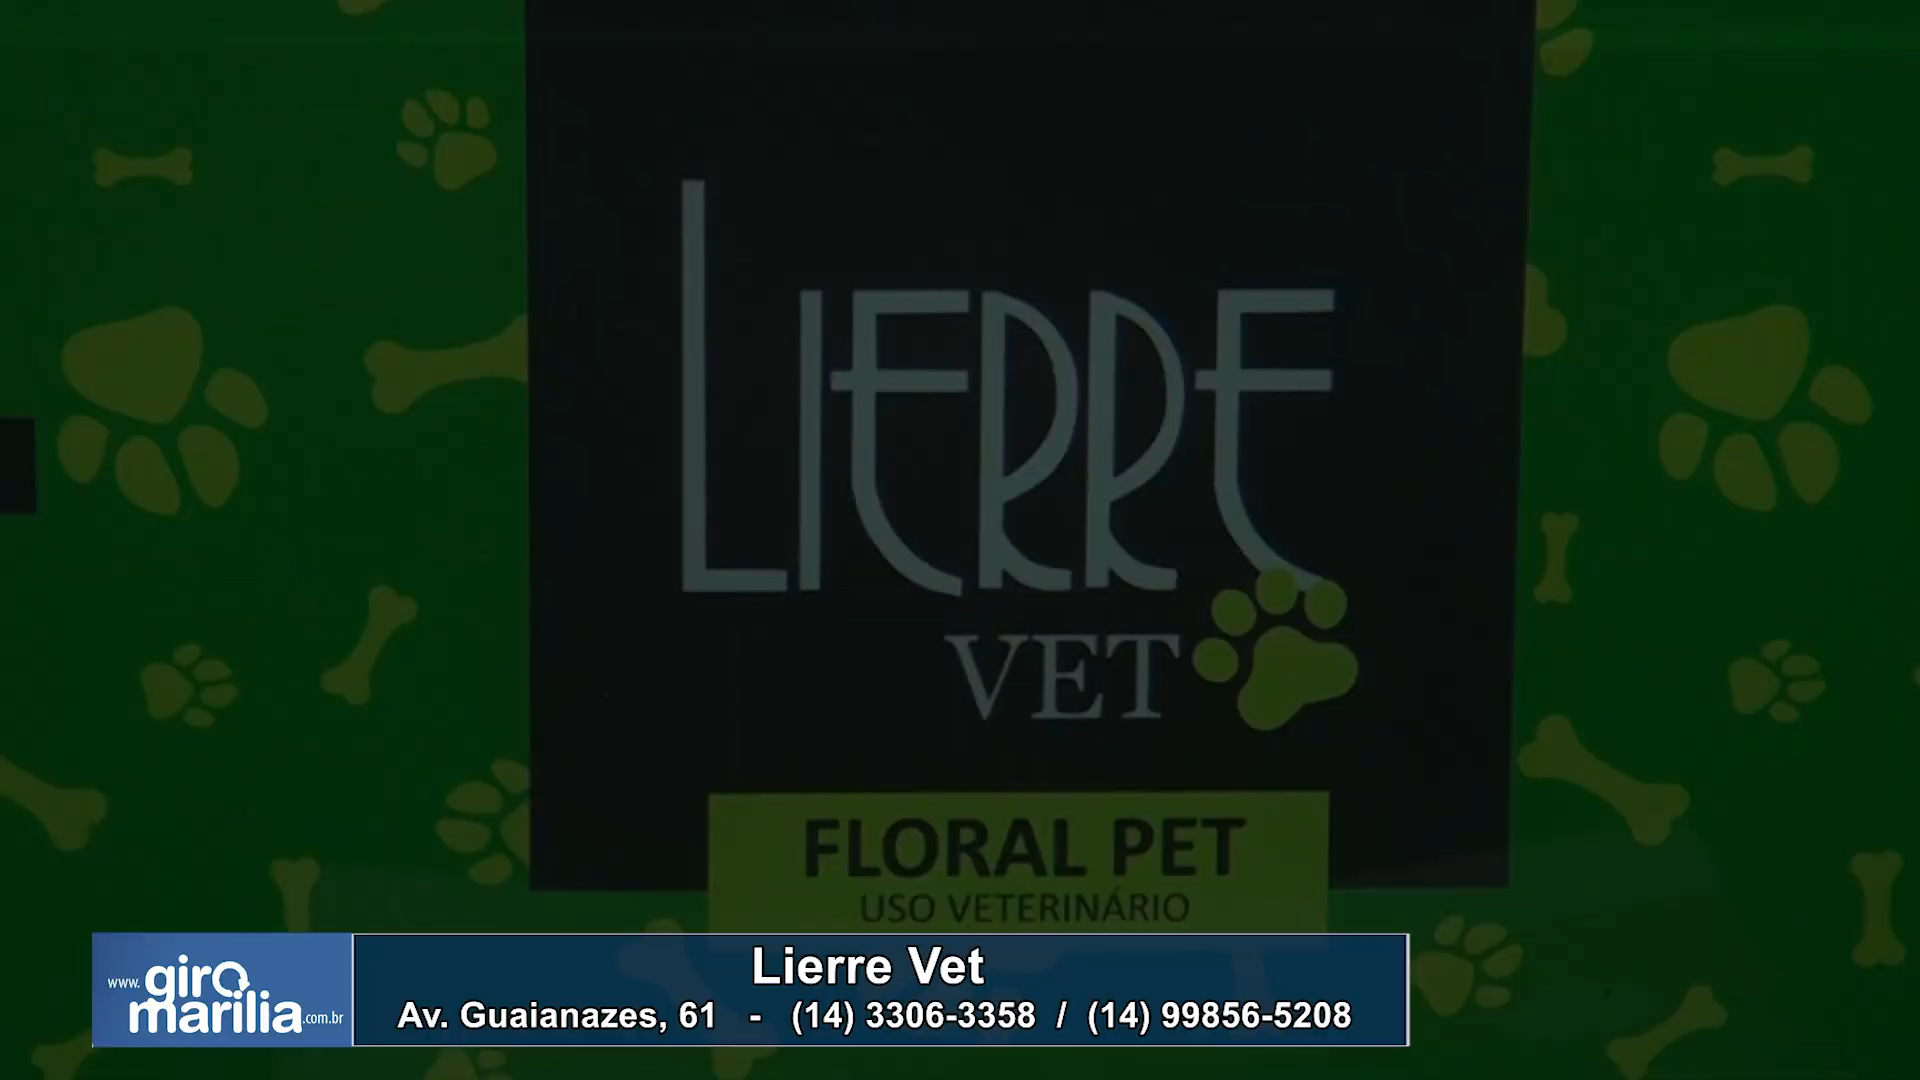 LIERRE
VET
FLORAL PET
USO VETERINÁRIO
Lierre Vet
www.giro
marilia.com.br
Av. Guaianazes, 61 - (14) 3306-3358 / (14) 99856-5208